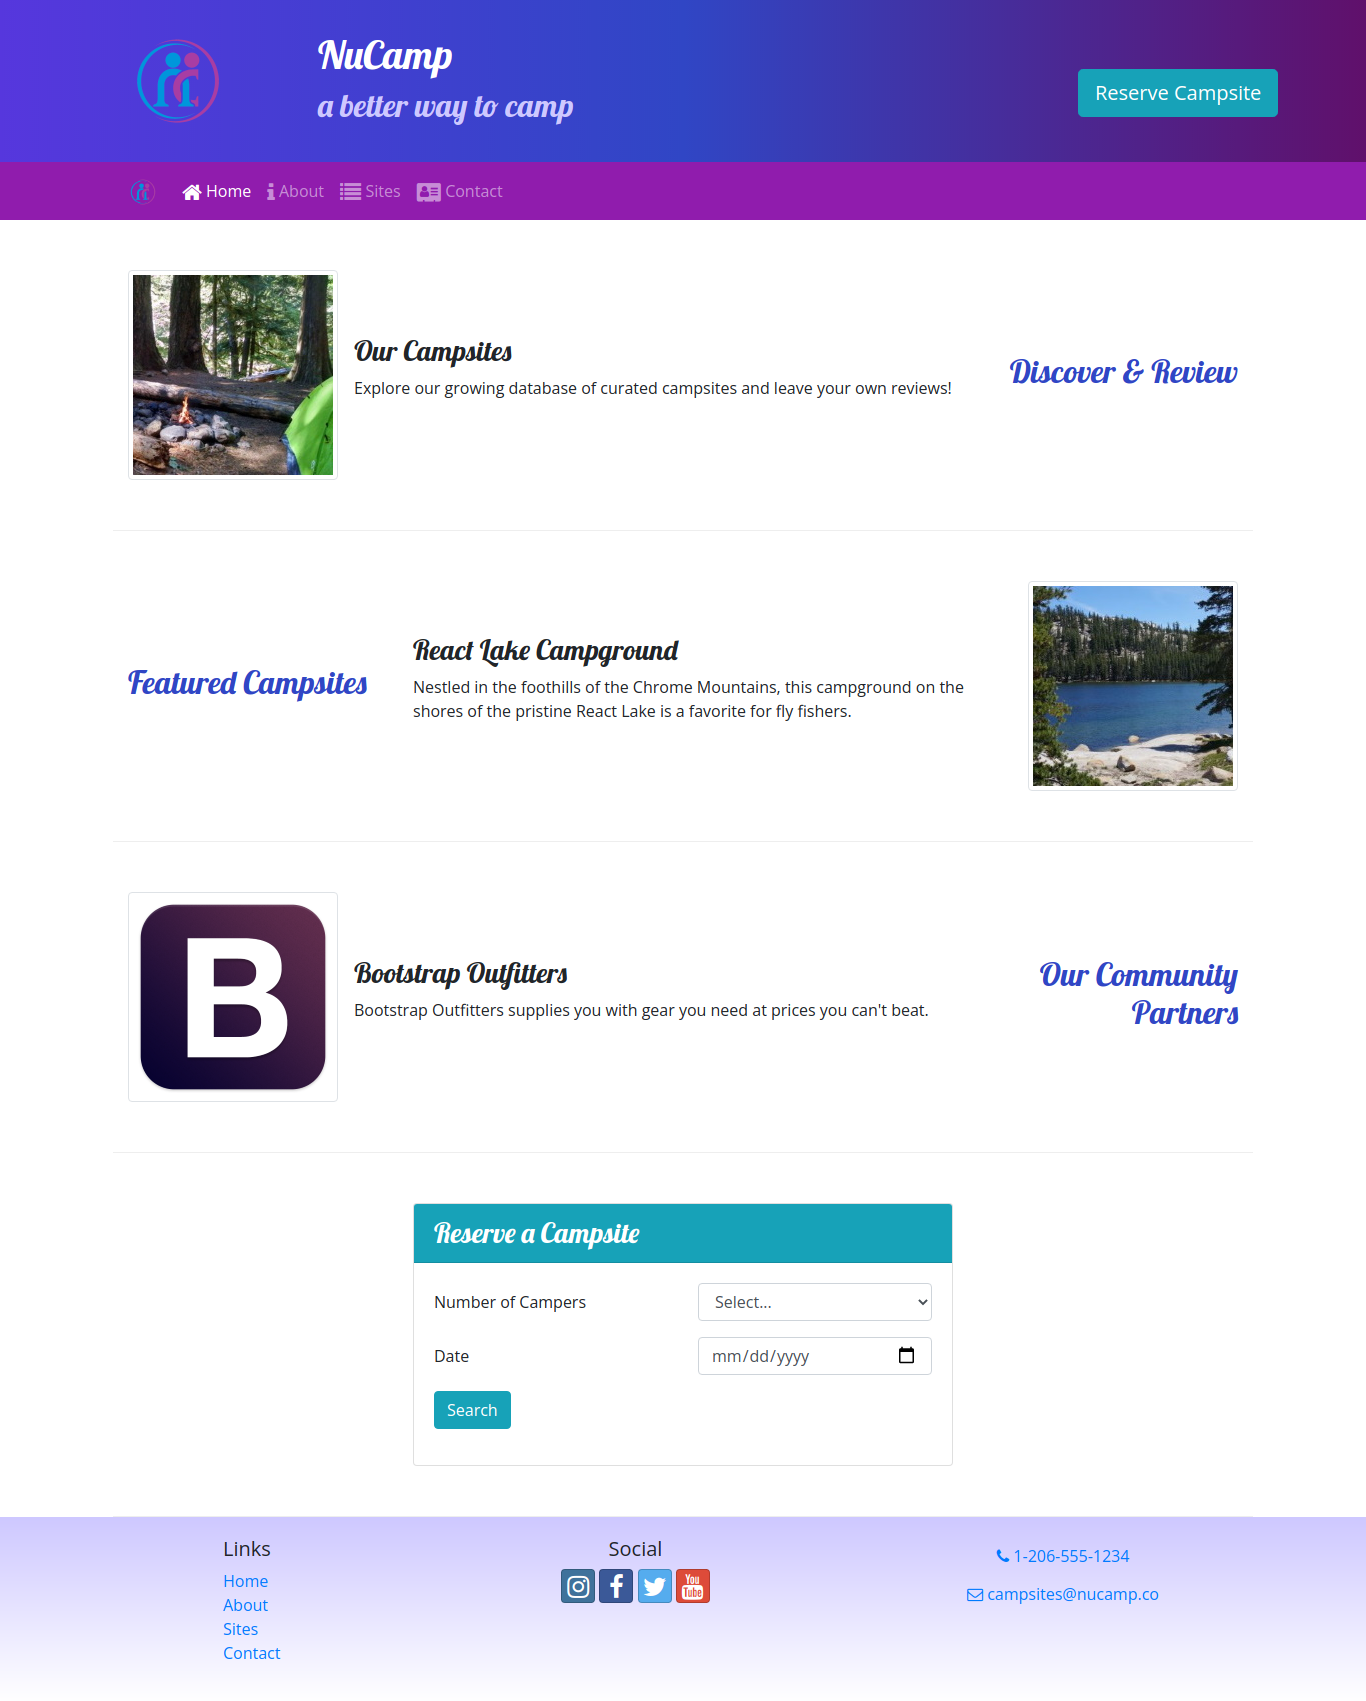 NuCamp
a better way to camp
Reserve Campsite
Home About Sites Contact
Our Campsites
Explore our growing database of curated campsites and leave your own reviews!
Discover & Review
Featured Campsites
React Lake Campground
Nestled in the foothills of the Chrome Mountains, this campground on the
shores of the pristine React Lake is a favorite for fly fishers.
B
Bootstrap Outfitters
Bootstrap Outfitters supplies you with gear you need at prices you can't beat.
Our Community
Partners
Reserve a Campsite
Number of Campers
Select...
Date
mm/dd/yyyy
Search
Links
Home
About
Sites
Contact
Social
You
Tube
1-206-555-1234
campsites@nucamp.co